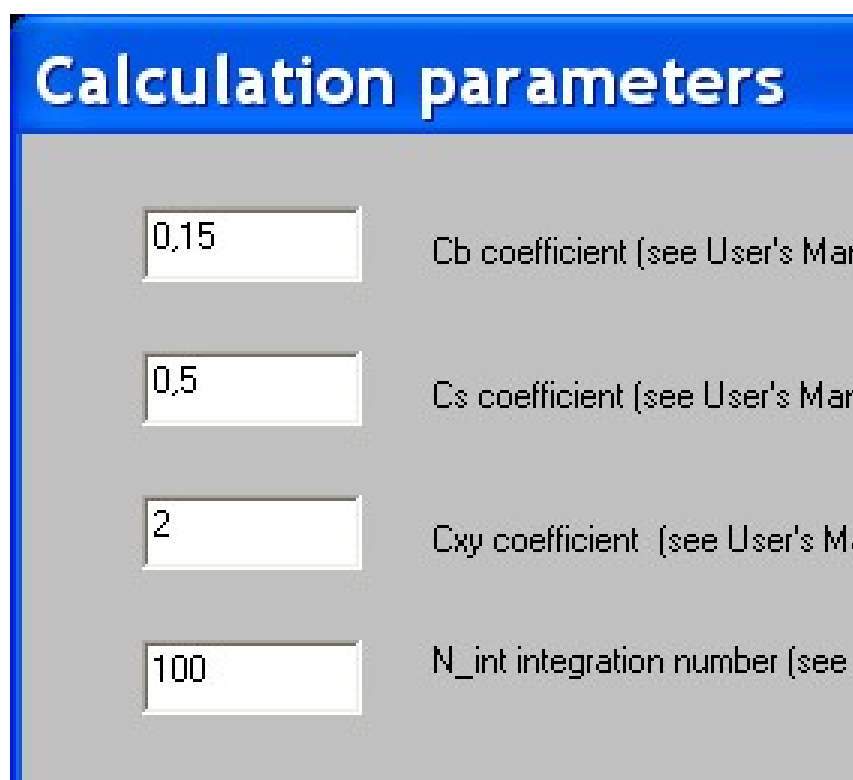 Calculation parameters
0,15
Cb coefficient (see User's
0,5
Cs coefficient (see User's
2
Cxy coefficient (see User's
100
N_int integration number (see